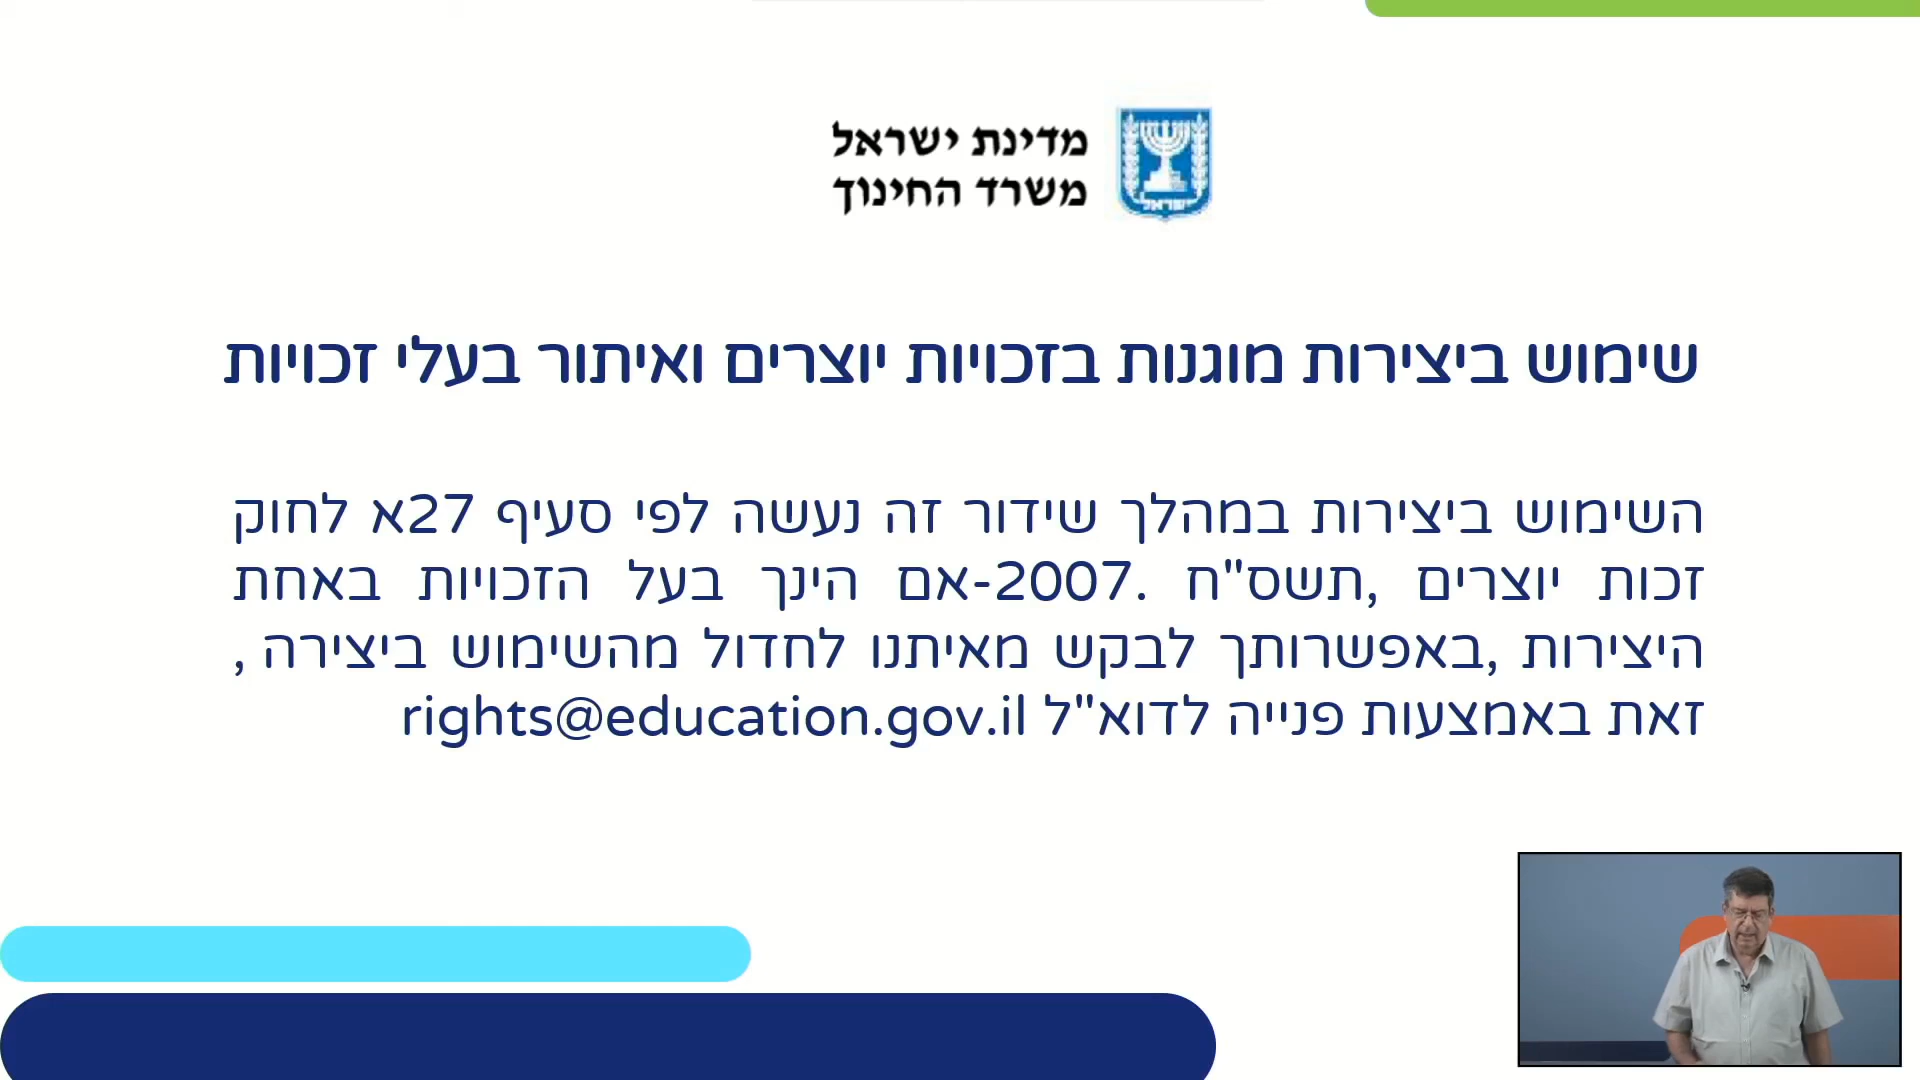 מדינת ישראל
משרד החינוך
ישראל
שימוש ביצירות מוגנות בזכויות יוצרים ואיתור בעלי זכויות
השימוש ביצירות במהלך שידור זה נעשה לפי סעיף 27א לחוק
זכות יוצרים ,תשס"ח .2007-אם הינך בעל הזכויות באחת
היצירות ,באפשרותך לבקש מאיתנו לחדול מהשימוש ביצירה ,
זאת באמצעות פנייה לדוא"ל rights@education.gov.il